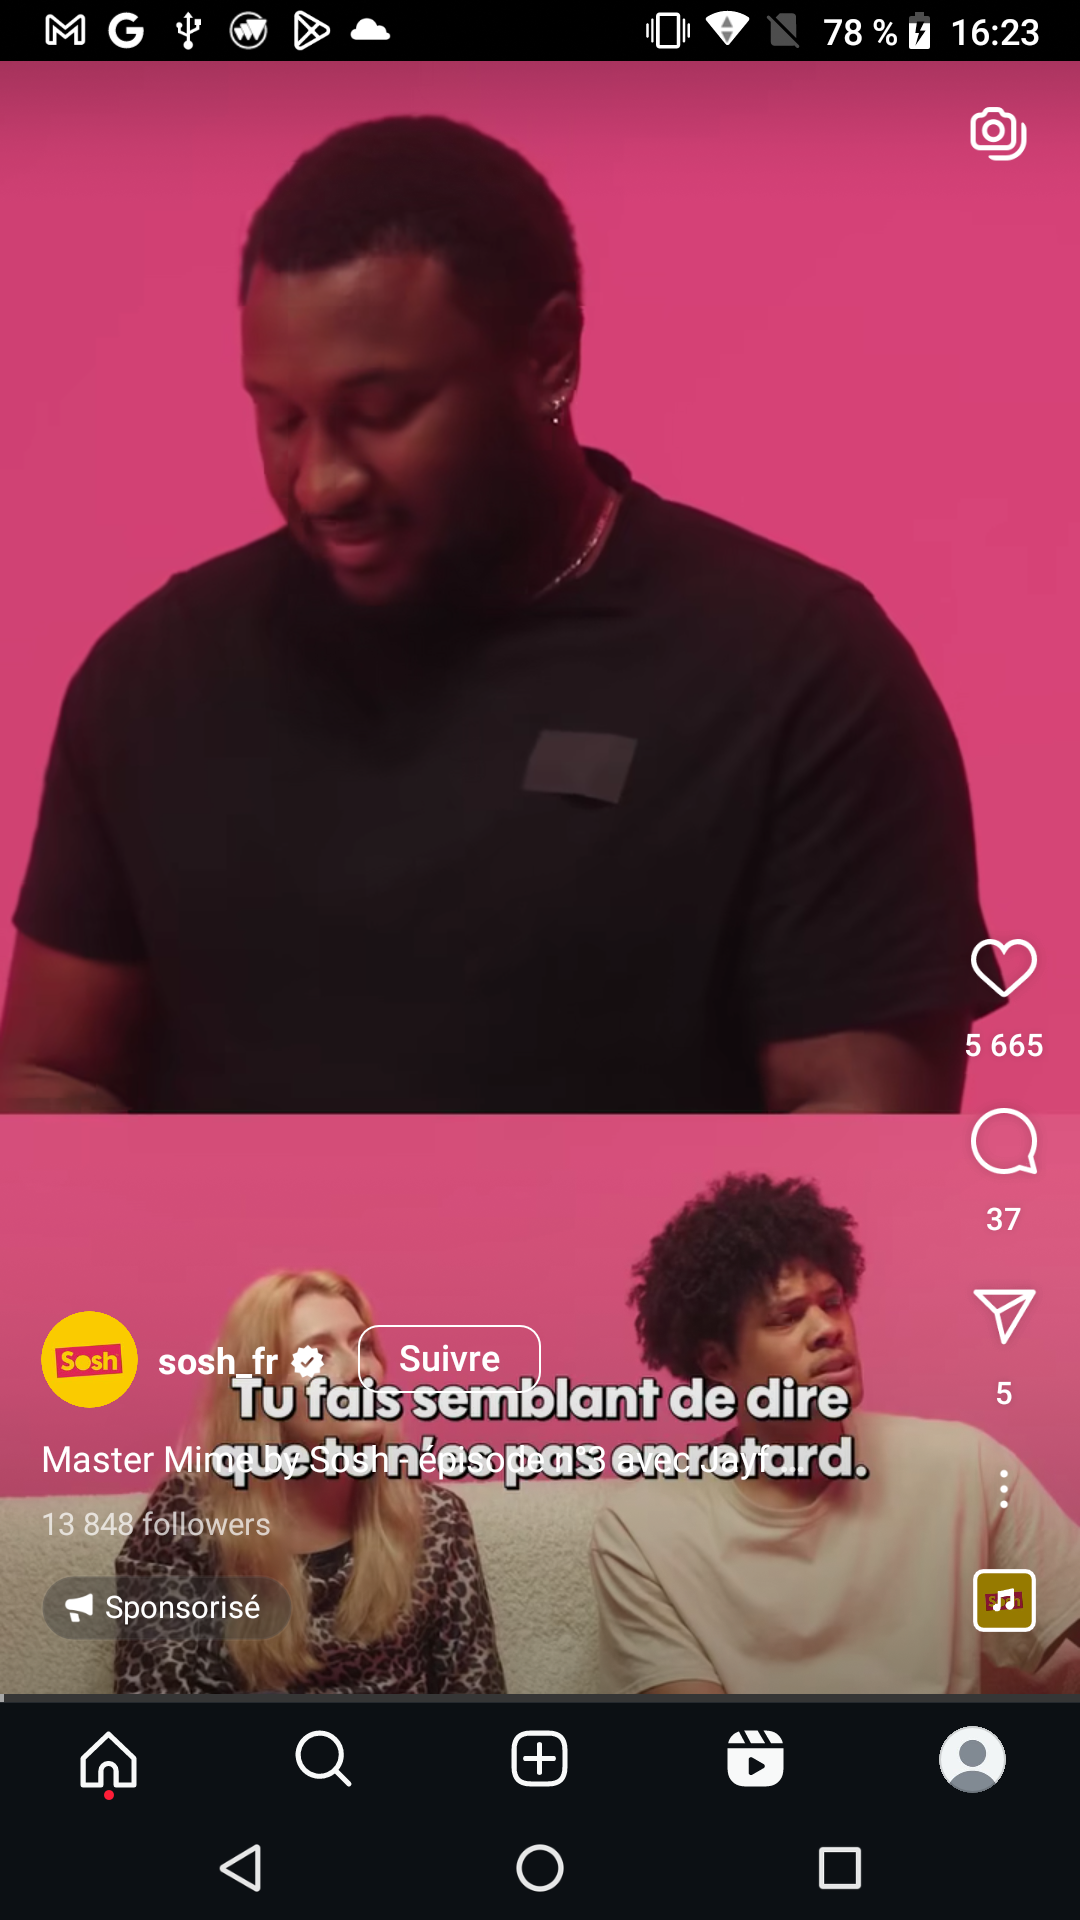 78 % 16:23
5 665
37
5
Sosh
sosh_fr
Suivre
Tu fais semblant de dire
que tu n'es pas en retard.
Master Mime by Sosh - épisode n°3 avec Jayf ...
13 848 followers
Sponsorisé